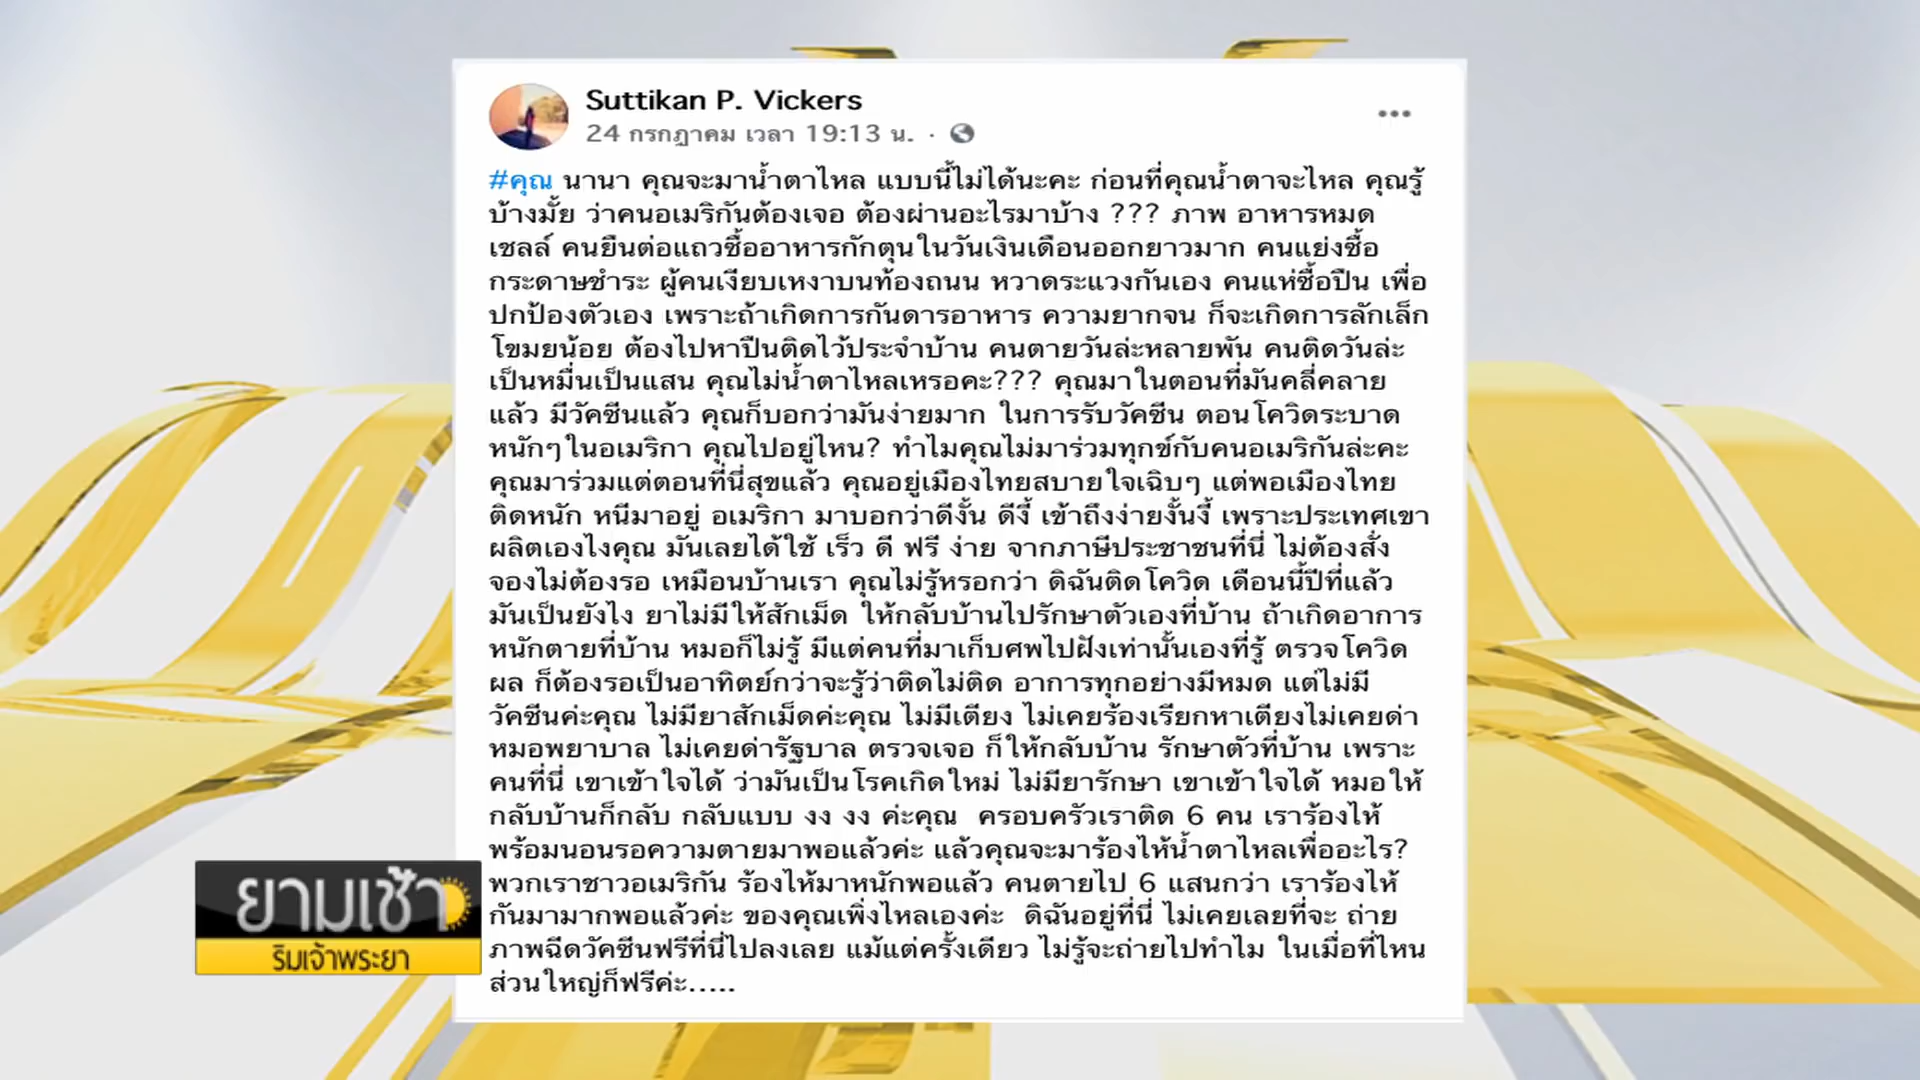 Suttikan P. Vickers
24 กรกฎาคม เวลา 19:13 น. ·
#คุณ นานา คุณจะมาน้ำตาไหล แบบนี้ไม่ได้นะคะ ก่อนที่คุณน้ำตาจะไหล คุณรู้
บ้างมั้ย ว่าคนอเมริกันต้องเจอ ต้องผ่านอะไรมาบ้าง ??? ภาพ อาหารหมด
เชลล์ คนยืนต่อแถวซื้ออาหารกักตุนในวันเงินเดือนออกยาวมาก คนแย่งซื้อ
กระดาษชำระ ผู้คนเงียบเหงาบนท้องถนน หวาดระแวงกันเอง คนแห่ซื้อปืน เพื่อ
ปกป้องตัวเอง เพราะถ้าเกิดการกันดารอาหาร ความยากจน ก็จะเกิดการลักเล็ก
โขมยน้อย ต้องไปหาปืนติดไว้ประจำบ้าน คนตายวันล่ะหลายพัน คนติดวันล่ะ
เป็นหมื่นเป็นแสน คุณไม่น้ำตาไหลเหรอคะ??? คุณมาในตอนที่มันคลี่คลาย
แล้ว มีวัคซีนแล้ว คุณก็บอกว่ามันง่ายมาก ในการรับวัคซีน ตอนโควิดระบาด
หนักๆในอเมริกา คุณไปอยู่ไหน? ทำไมคุณไม่มาร่วมทุกข์กับคนอเมริกันล่ะคะ
คุณมาร่วมแต่ตอนที่นี่สุขแล้ว คุณอยู่เมืองไทยสบายใจเฉิบๆ แต่พอเมืองไทย
ติดหนัก หนีมาอยู่ อเมริกา มาบอกว่าดีงั้น ดีงี้ เข้าถึงง่ายงั้นงี้ เพราะประเทศเขา
ผลิตเองไงคุณ มันเลยได้ใช้ เร็ว ดี ฟรี ง่าย จากภาษีประชาชนที่นี่ ไม่ต้องสั่ง
จองไม่ต้องรอ เหมือนบ้านเรา คุณไม่รู้หรอกว่า ดิฉันติดโควิด เดือนนี้ปีที่แล้ว
มันเป็นยังไง ยาไม่มีให้สักเม็ด ให้กลับบ้านไปรักษาตัวเองที่บ้าน ถ้าเกิดอาการ
หนักตายที่บ้าน หมอก็ไม่รู้ มีแต่คนที่มาเก็บศพไปฝังเท่านั้นเองที่รู้ ตรวจโควิด
ผล ก็ต้องรอเป็นอาทิตย์กว่าจะรู้ว่าติดไม่ติด อาการทุกอย่างมีหมด แต่ไม่มี
วัคซีนค่ะคุณ ไม่มียาสักเม็ดค่ะคุณ ไม่มีเตียง ไม่เคยร้องเรียกหาเตียงไม่เคยด่า
หมอพยาบาล ไม่เคยด่ารัฐบาล ตรวจเจอ ก็ให้กลับบ้าน รักษาตัวที่บ้าน เพราะ
คนที่นี่ เขาเข้าใจได้ ว่ามันเป็นโรคเกิดใหม่ ไม่มียารักษา เขาเข้าใจได้ หมอให้
กลับบ้านก็กลับ กลับแบบ งง งง ค่ะคุณ ครอบครัวเราติด 6 คน เราร้องไห้
พร้อมนอนรอความตายมาพอแล้วค่ะ แล้วคุณจะมาร้องไห้น้ำตาไหลเพื่ออะไร?
พวกเราชาวอเมริกัน ร้องไห้มาหนักพอแล้ว คนตายไป 6 แสนกว่า เราร้องไห้
กันมามากพอแล้วค่ะ ของคุณเพิ่งไหลเองค่ะ ดิฉันอยู่ที่นี่ ไม่เคยเลยที่จะ ถ่าย
ภาพฉีดวัคซีนฟรีที่นี่ไปลงเลย แม้แต่ครั้งเดียว ไม่รู้จะถ่ายไปทำไม ในเมื่อที่ไหน
ส่วนใหญ่ก็ฟรีค่ะ.....
ยามเช้า
ริมเจ้าพระยา